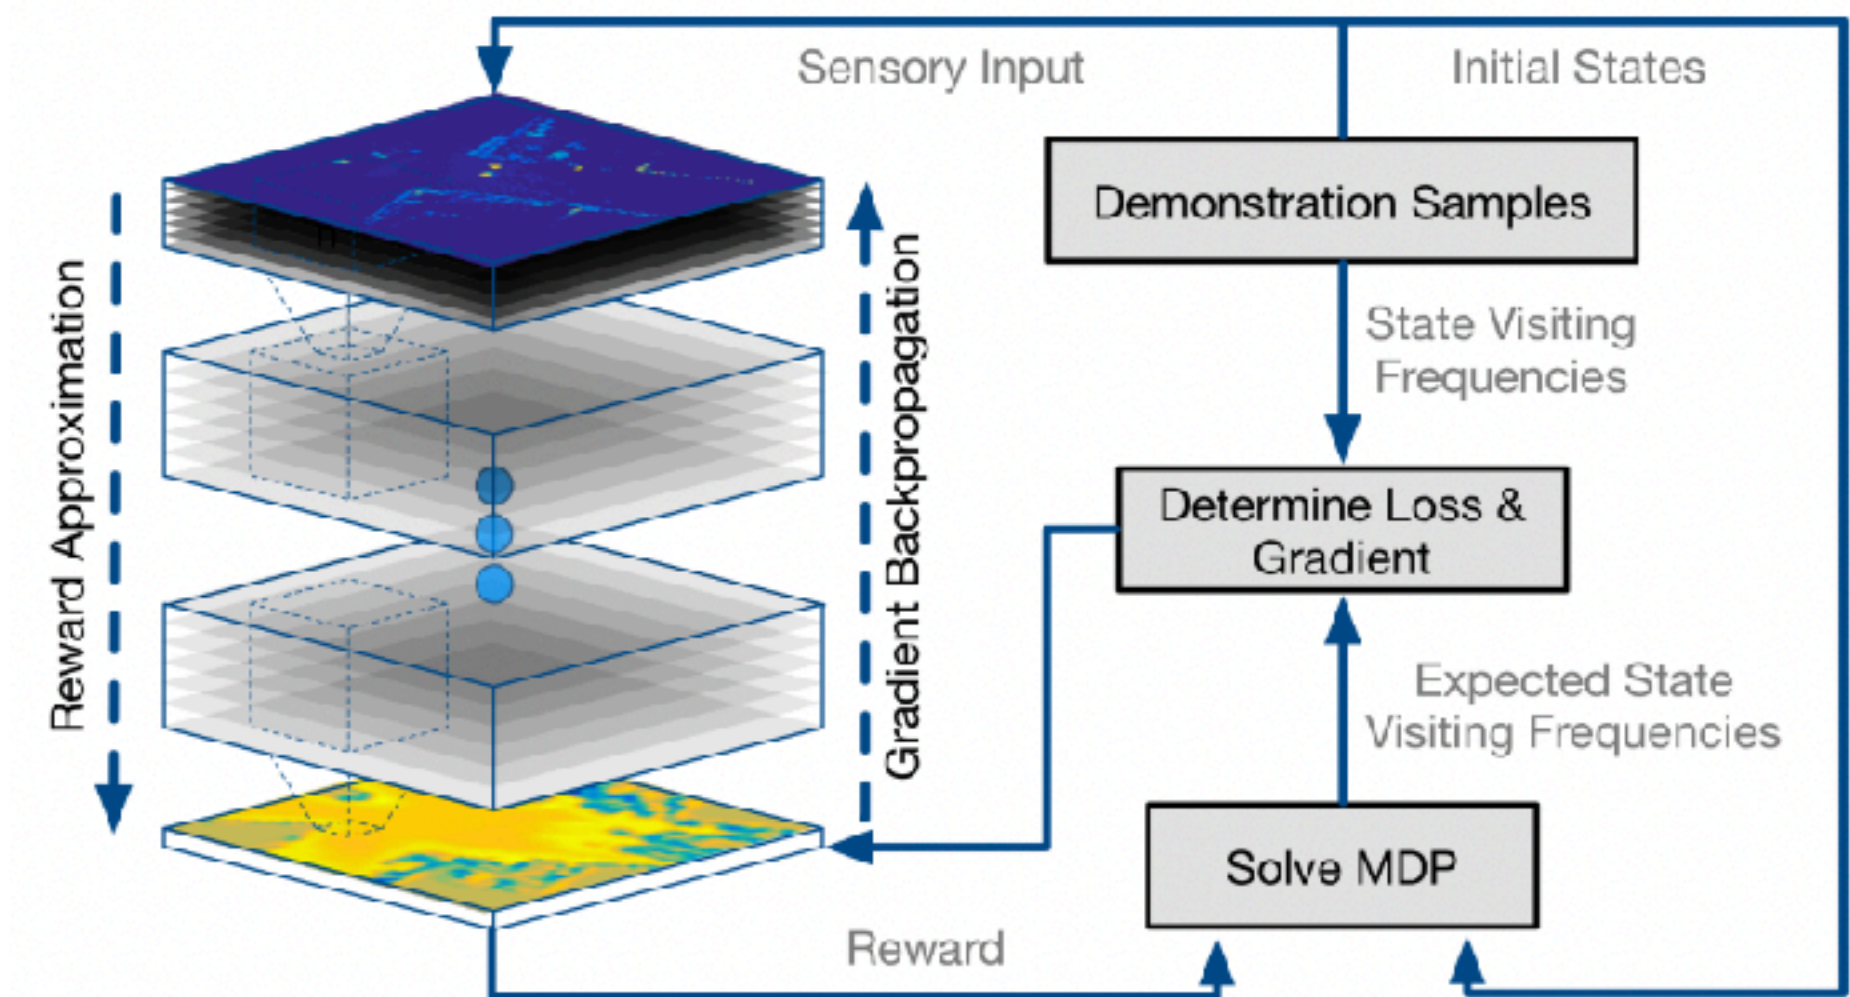 Sensory Input
Initial States
Demonstration Samples
State Visiting
Frequencies
Reward Approximation
Gradient Backpropagation
Determine Loss &
Gradient
Expected State
Visiting Frequencies
Solve MDP
Reward